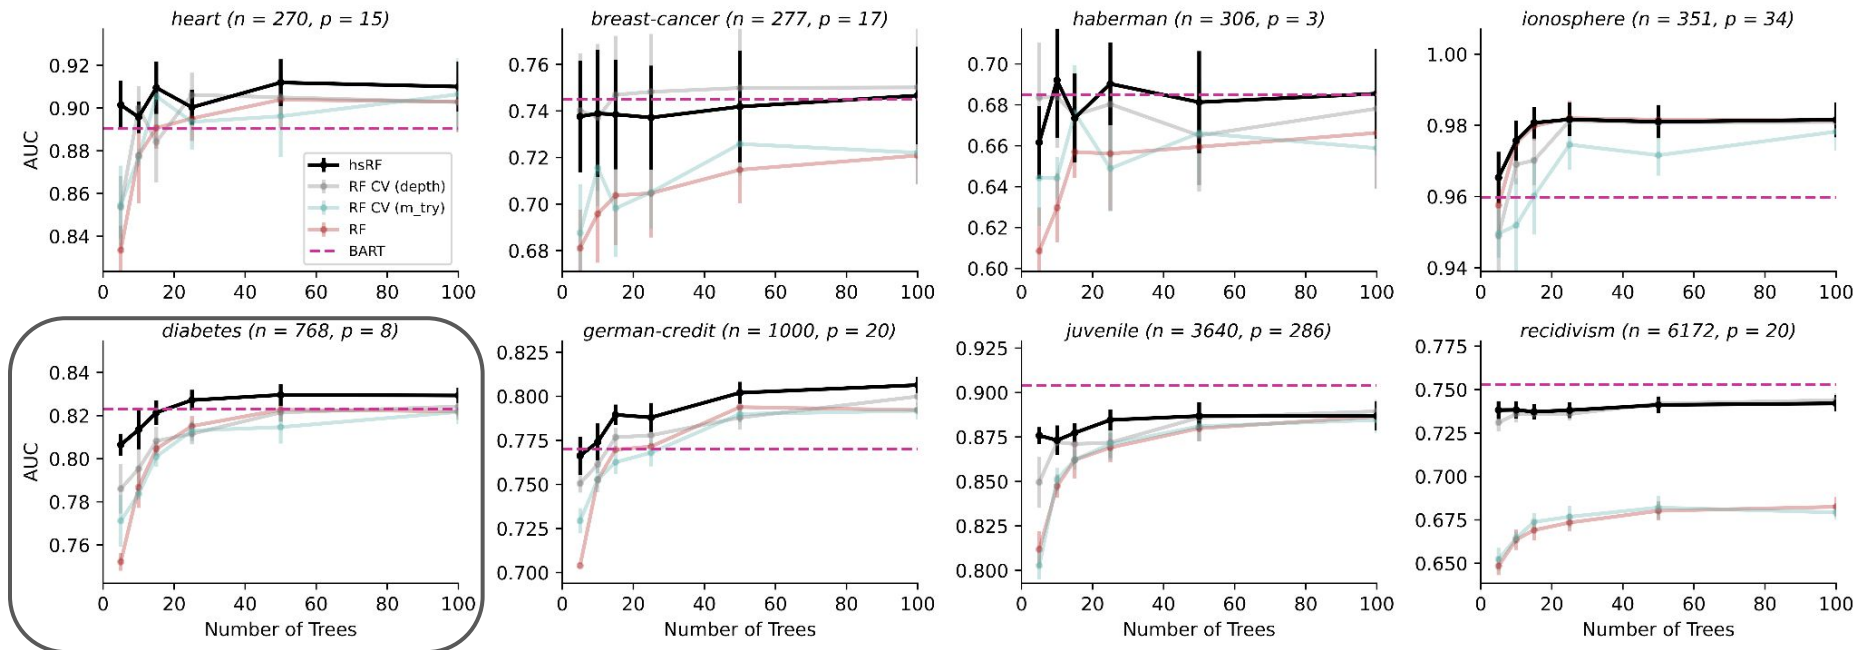 heart (n = 270, p = 15)
0.92
0.90
0.88
0.86
0.84
AUC
0 20 40 60 80 100
hsRF
RF CV (depth)
RF CV (m_try)
RF
BART
breast-cancer (n = 277, p = 17)
0.76
0.74
0.72
0.70
0.68
0 20 40 60 80 100
haberman (n = 306, p = 3)
0.70
0.68
0.66
0.64
0.62
0.60
0 20 40 60 80 100
ionosphere (n = 351, p = 34)
1.00
0.98
0.96
0.94
0 20 40 60 80 100
diabetes (n = 768, p = 8)
0.84
0.82
0.80
0.78
0.76
AUC
0 20 40 60 80 100
Number of Trees
german-credit (n = 1000, p = 20)
0.825
0.800
0.775
0.750
0.725
0.700
0 20 40 60 80 100
Number of Trees
juvenile (n = 3640, p = 286)
0.925
0.900
0.875
0.850
0.825
0.800
0 20 40 60 80 100
Number of Trees
recidivism (n = 6172, p = 20)
0.775
0.750
0.725
0.700
0.675
0.650
0 20 40 60 80 100
Number of Trees